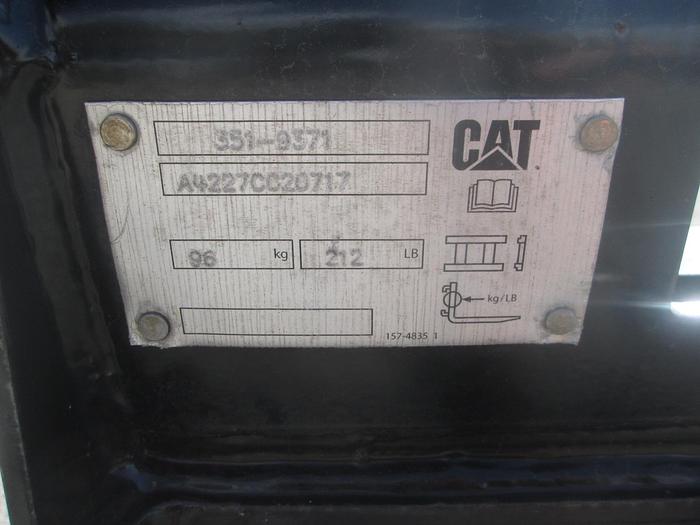 351-9371
CAT
A4227CC20717
96 kg 212 LB
kg/LB
157-4835 1